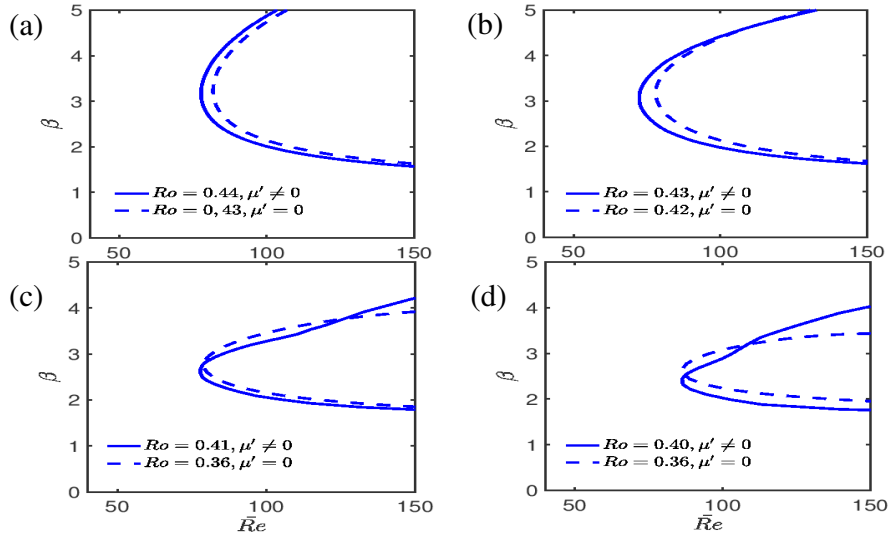 (a)
5
4
3
2
1
0
β
50
100
150
Ro = 0.44, μ′ ≠ 0
Ro = 0, 43, μ′ = 0
(b)
5
4
3
2
1
0
β
50
100
150
Ro = 0.43, μ′ ≠ 0
Ro = 0.42, μ′ = 0
(c)
5
4
3
2
1
0
β
50
100
150
R̄e
Ro = 0.41, μ′ ≠ 0
Ro = 0.36, μ′ = 0
(d)
5
4
3
2
1
0
β
50
100
150
R̄e
Ro = 0.40, μ′ ≠ 0
Ro = 0.36, μ′ = 0